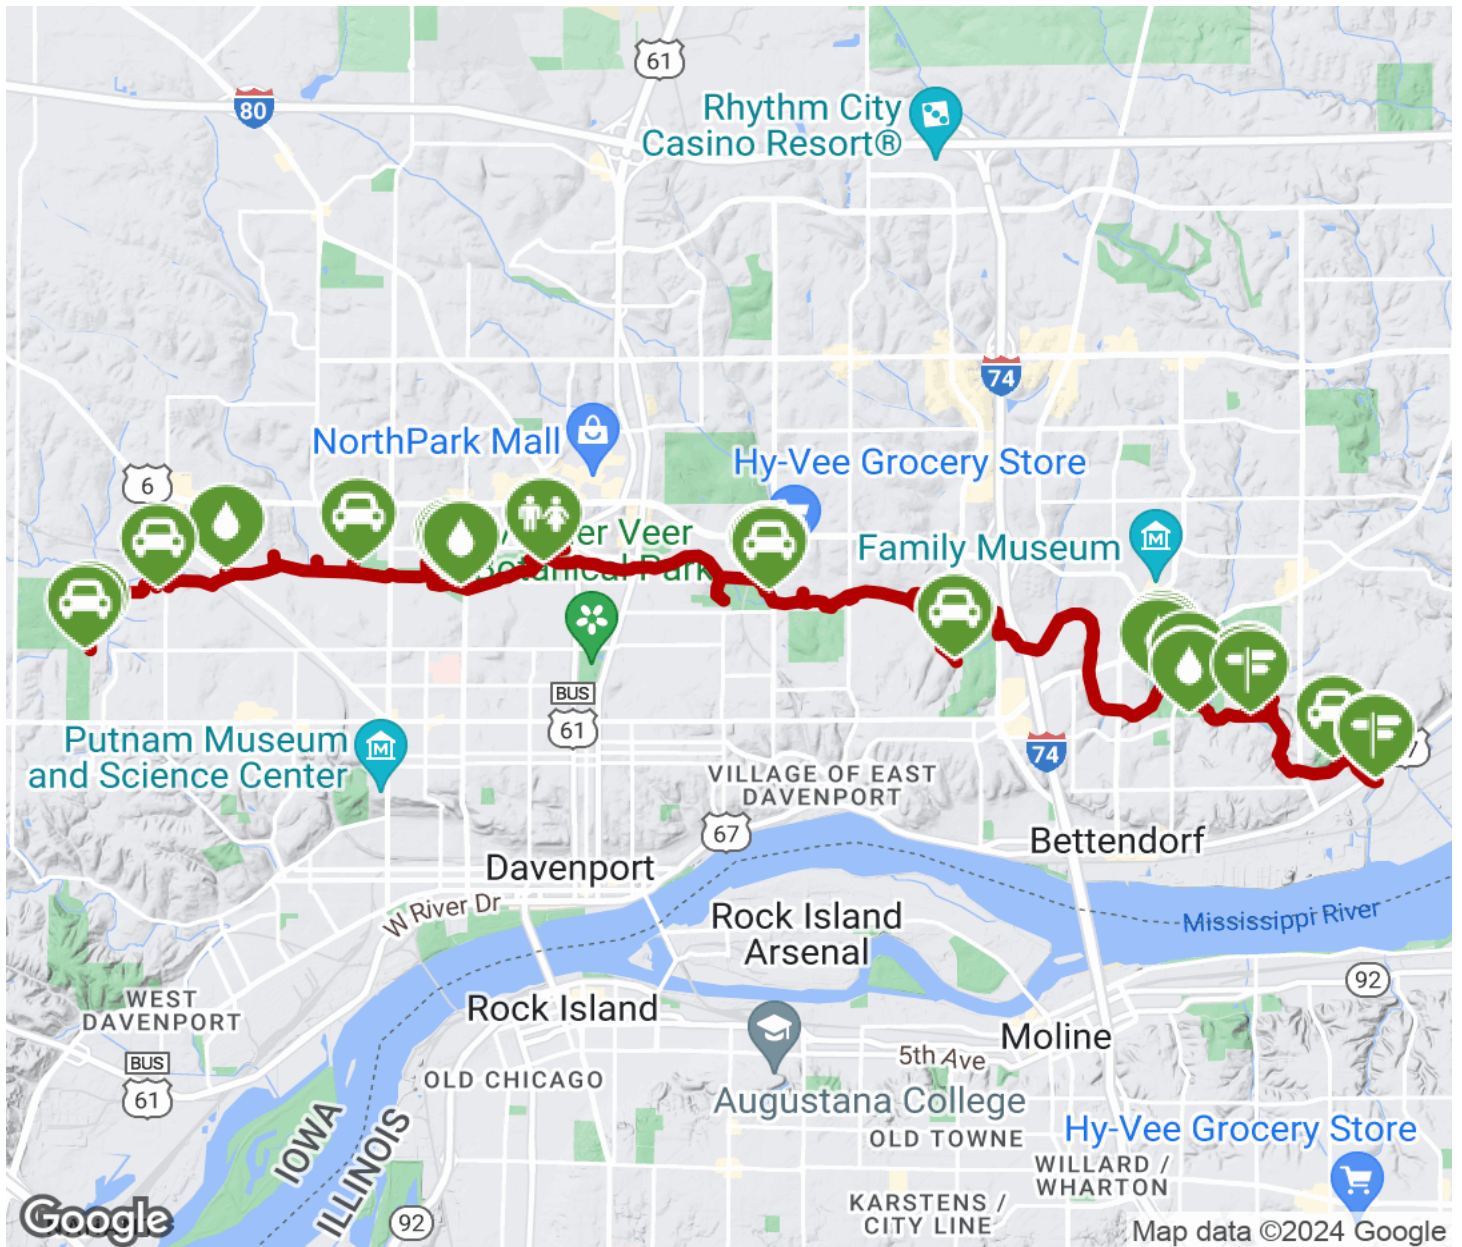 61
80
Rhythm City
Casino Resort®
74
NorthPark Mall
Hy-Vee Grocery Store
6
er Veer
Botanical Park
Family Museum
BUS
61
Putnam Museum
and Science Center
74
VILLAGE OF EAST
DAVENPORT
67
Bettendorf
Davenport
W River Dr
Rock Island
Arsenal
Mississippi River
92
WEST
DAVENPORT
Rock Island
Moline
BUS
61
OLD CHICAGO
5th Ave
Augustana College
OLD TOWNE
Hy-Vee Grocery Store
IOWA
ILLINOIS
WILLARD /
WHARTON
KARSTENS /
CITY LINE
92
Google
Map data ©2024 Google